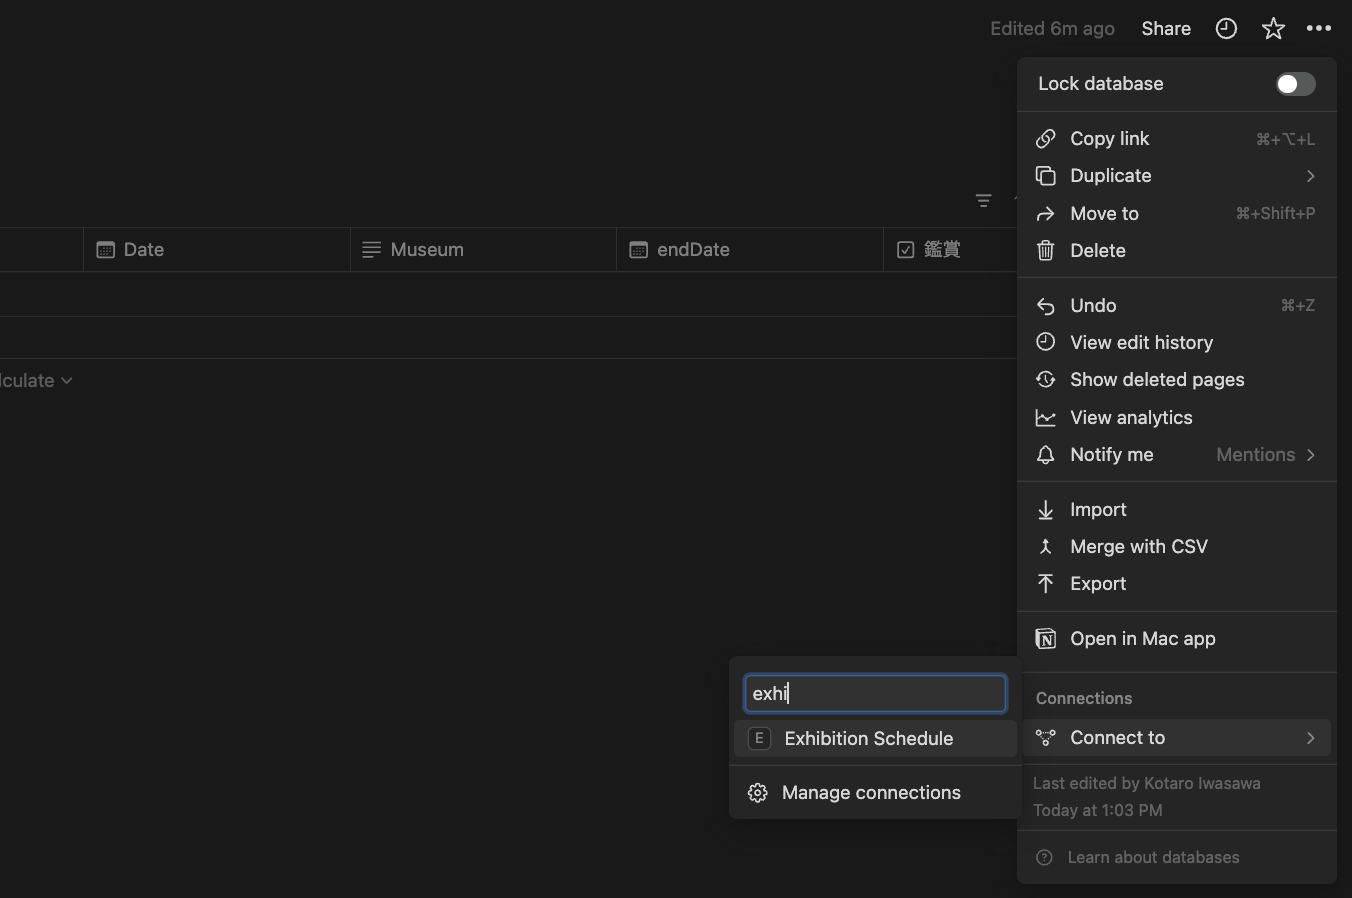 Edited 6m ago Share
Lock database
Copy link ⌘+⌥+L
Duplicate
Move to ⌘+Shift+P
Delete
Date Museum endDate 鑑賞
Undo ⌘+Z
View edit history
Show deleted pages
lculate
View analytics
Notify me Mentions
Import
Merge with CSV
Export
Open in Mac app
Connections
Connect to
exhi
E Exhibition Schedule
Manage connections
Last edited by Kotaro Iwasawa
Today at 1:03 PM
Learn about databases